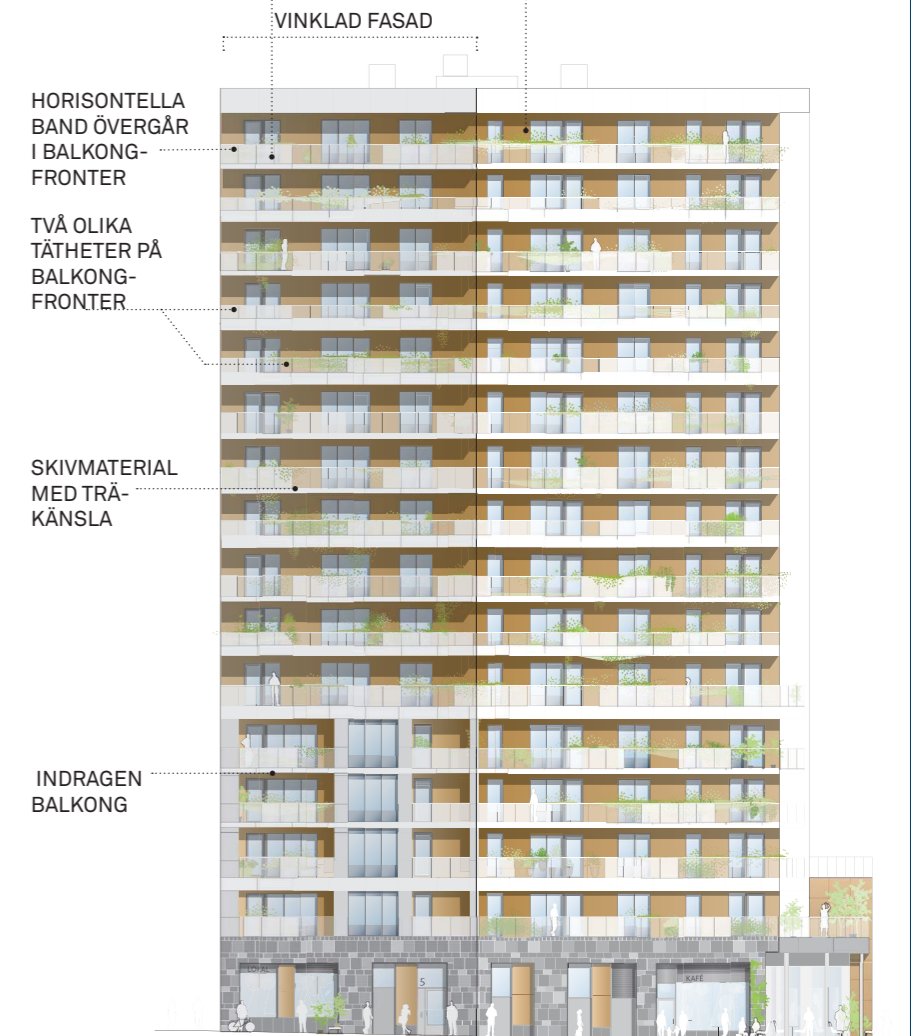 VINKLAD FASAD
HORISONTELLA
BAND ÖVERGÅR
I BALKONG-
FRONTER
TVÅ OLIKA
TÄTHETER PÅ
BALKONG-
FRONTER
SKIVMATERIAL
MED TRÄ-
KÄNSLA
INDRAGEN
BALKONG
LOKAL
5
KAFÉ